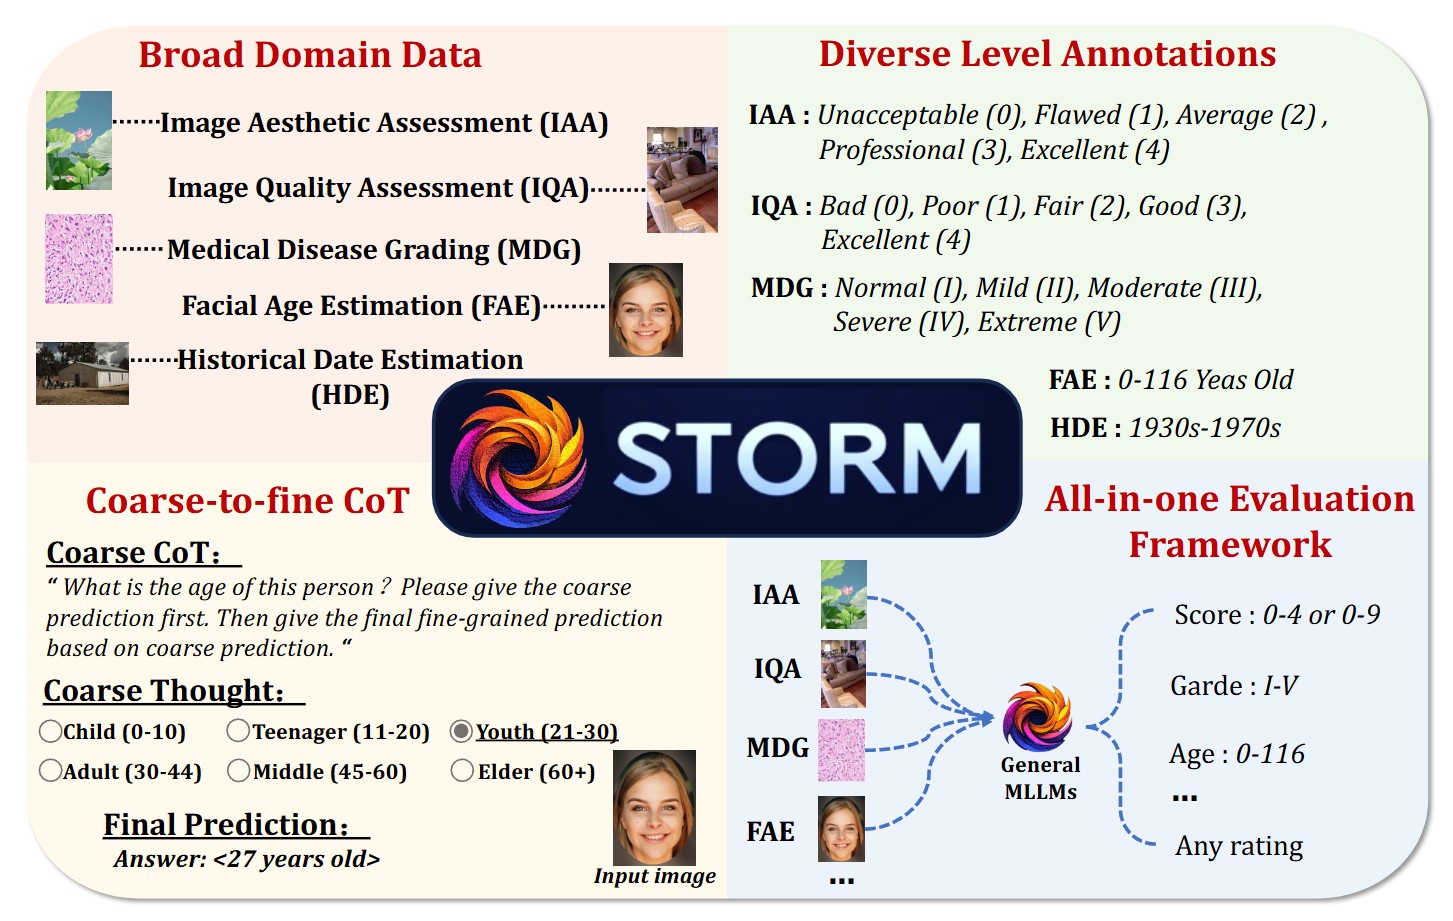 Broad Domain Data
Image Aesthetic Assessment (IAA)
Image Quality Assessment (IQA)
Medical Disease Grading (MDG)
Facial Age Estimation (FAE)
Historical Date Estimation
(HDE)
Diverse Level Annotations
IAA : Unacceptable (0), Flawed (1), Average (2) ,
Professional (3), Excellent (4)
IQA : Bad (0), Poor (1), Fair (2), Good (3),
Excellent (4)
MDG : Normal (I), Mild (II), Moderate (III),
Severe (IV), Extreme (V)
FAE : 0-116 Yeas Old
HDE : 1930s-1970s
STORM
Coarse-to-fine CoT
Coarse CoT：
“ What is the age of this person？ Please give the coarse
prediction first. Then give the final fine-grained prediction
based on coarse prediction. “
Coarse Thought：
Child (0-10) Teenager (11-20) Youth (21-30)
Adult (30-44) Middle (45-60) Elder (60+)
Final Prediction：
Answer: <27 years old>
Input image
All-in-one Evaluation
Framework
IAA
IQA
MDG
FAE
...
General
MLLMs
Score : 0-4 or 0-9
Garde : I-V
Age : 0-116
...
Any rating